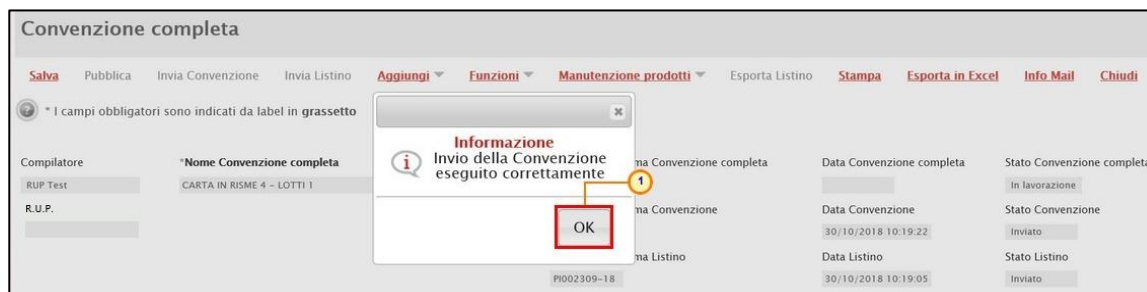 Convenzione completa
Salva Pubblica Invia Convenzione Invia Listino Aggiungi Funzioni Manutenzione prodotti Esporta Listino Stampa Esporta in Excel Info Mail Chiudi
* I campi obbligatori sono indicati da label in grassetto
Informazione
Invio della Convenzione
eseguito correttamente
1
OK
Compilatore *Nome Convenzione completa ma Convenzione completa Data Convenzione completa Stato Convenzione completa
RUP Test CARTA IN RISME 4 - LOTTI 1 In lavorazione
R.U.P. ma Convenzione Data Convenzione Stato Convenzione
30/10/2018 10:19:22 Inviato
ma Listino Data Listino Stato Listino
PI002309-18 30/10/2018 10:19:05 Inviato